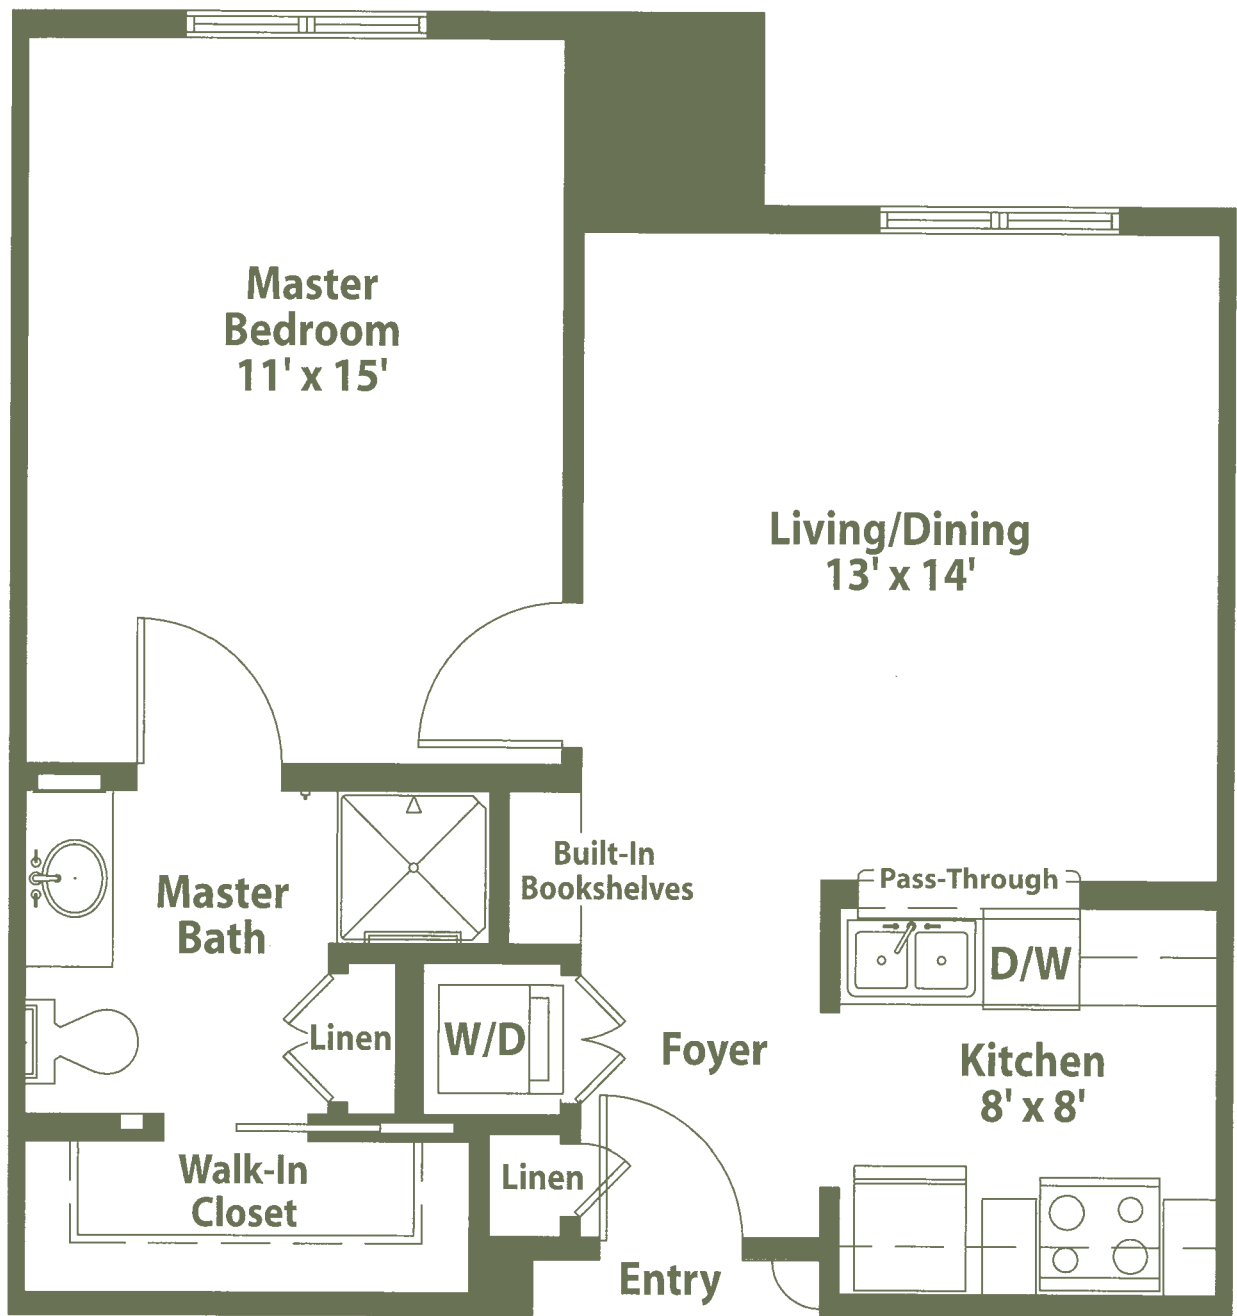 Master
Bedroom
11' x 15'
Living/Dining
13' x 14'
Built-In
Bookshelves
Pass-Through
Master
Bath
D/W
Linen
W/D
Foyer
Kitchen
8' x 8'
Walk-In
Closet
Linen
Entry